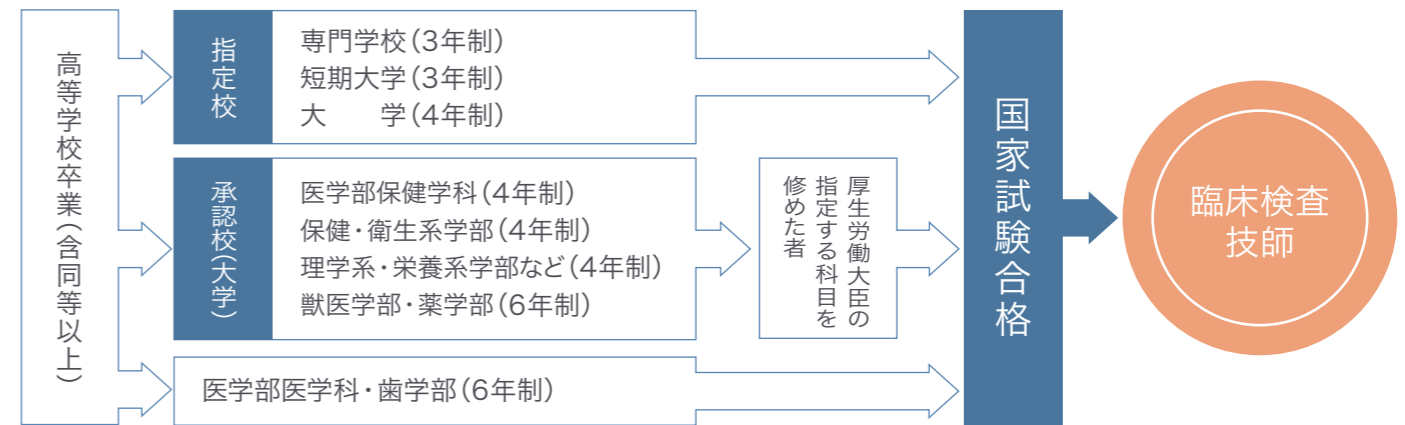 高等学校卒業（含同等以上）
指定校
専門学校（3年制）
短期大学（3年制）
大　　学（4年制）
承認校（大学）
医学部保健学科（4年制）
保健・衛生系学部（4年制）
理学系・栄養系学部など（4年制）
獣医学部・薬学部（6年制）
厚生労働大臣の
指定する科目を
修めた者
医学部医学科・歯学部（6年制）
国家試験合格
臨床検査
技師